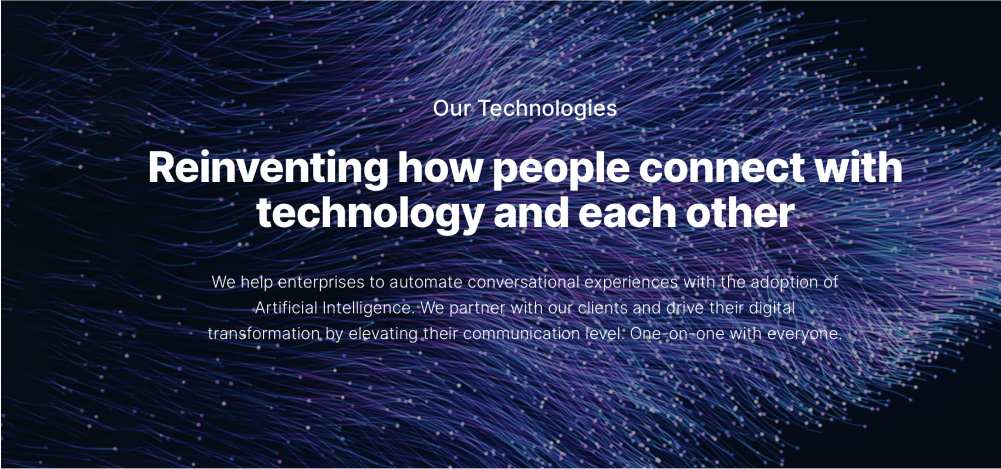 Our Technologies
Reinventing how people connect with
technology and each other
We help enterprises to automate conversational experiences with the adoption of
Artificial Intelligence. We partner with our clients and drive their digital
transformation by elevating their communication level: One-on-one with everyone.